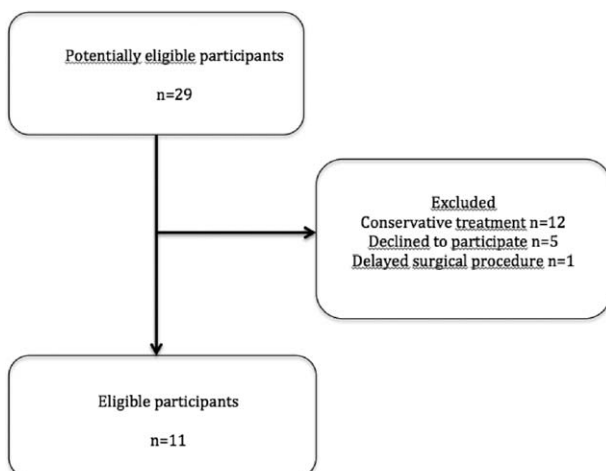 Potentially eligible participants
n=29
Excluded
Conservative treatment n=12
Declined to participate n=5
Delayed surgical procedure n=1
Eligible participants
n=11